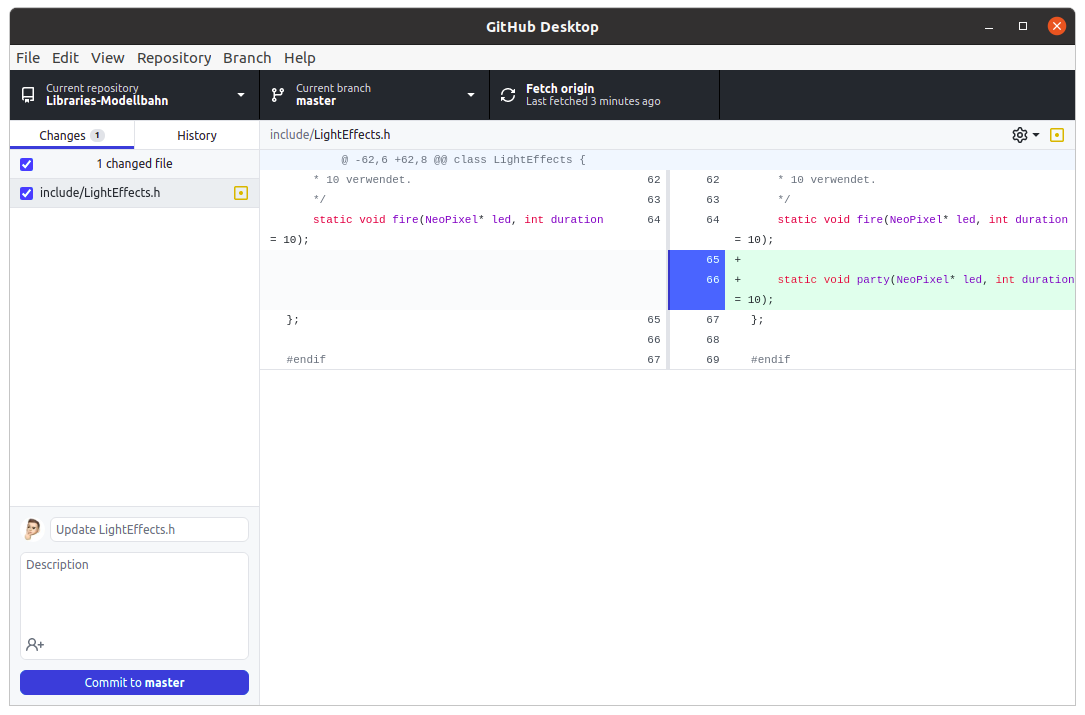 GitHub Desktop
File Edit View Repository Branch Help
Current repository
Libraries-Modellbahn
Current branch
master
Fetch origin
Last fetched 3 minutes ago
Changes 1
History
1 changed file
include/LightEffects.h
Update LightEffects.h
Description
Commit to master
include/LightEffects.h
@ -62,6 +62,8 @@ class LightEffects {
* 10 verwendet. 62 62 * 10 verwendet.
*/ 63 63 */
static void fire(NeoPixel* led, int duration 64 64 static void fire(NeoPixel* led, int duration
= 10); = 10);
65 +
66 + static void party(NeoPixel* led, int duration
= 10);
}; 65 67 };
66 68
#endif 67 69 #endif